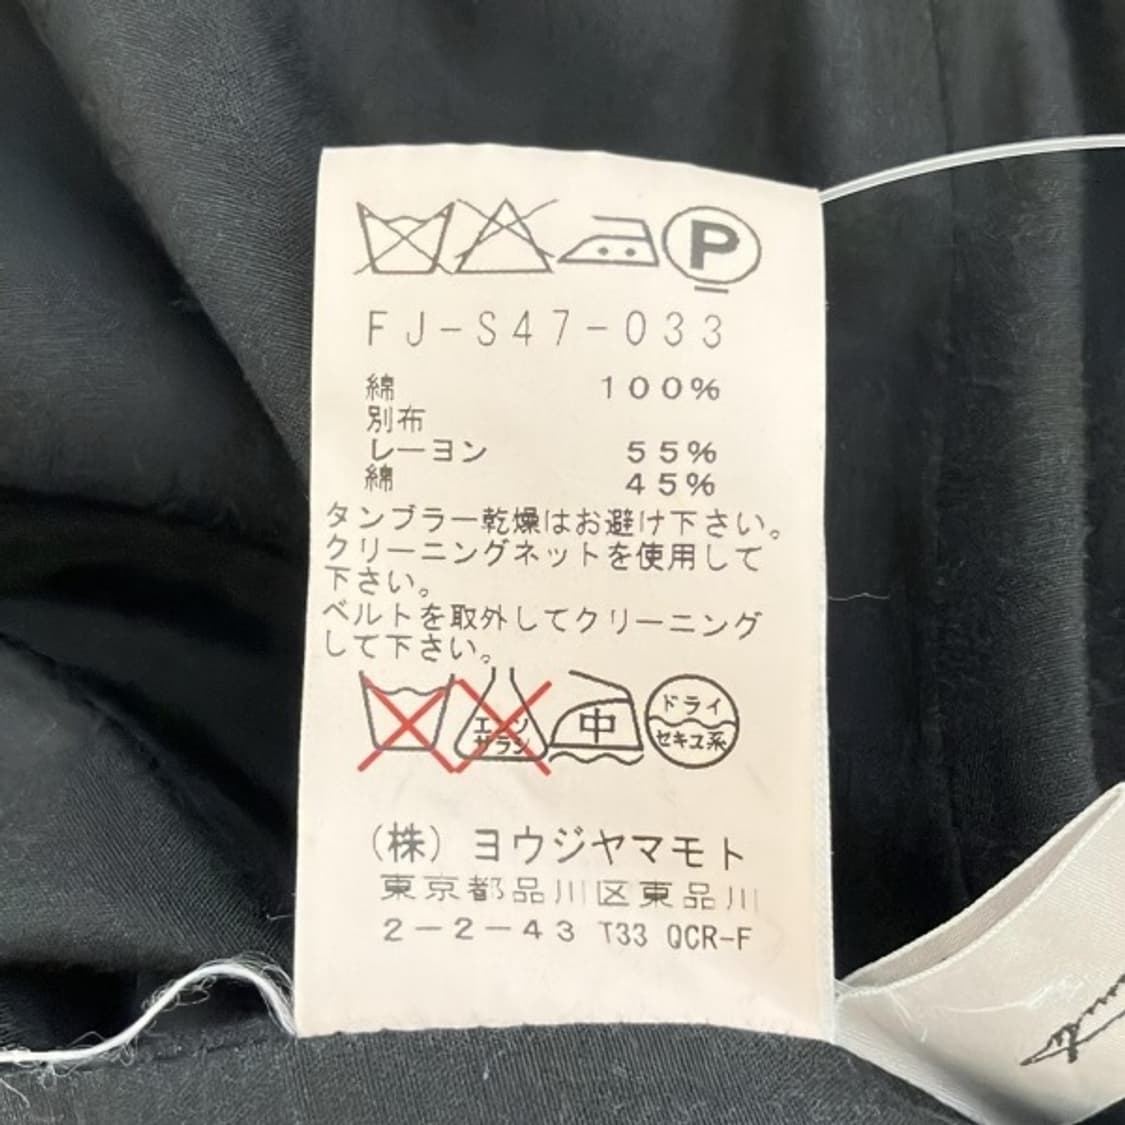 P
FJ-S47-033
綿 100%
別布
レーヨン 55%
綿 45%
タンブラー乾燥はお避け下さい。
クリーニングネットを使用して
下さい。
ベルトを取外してクリーニング
して下さい。
エンソ
サラシ
中
ドライ
セキユ系
(株)ヨウジヤマモト
東京都品川区東品川
2-2-43 T33 QCR-F